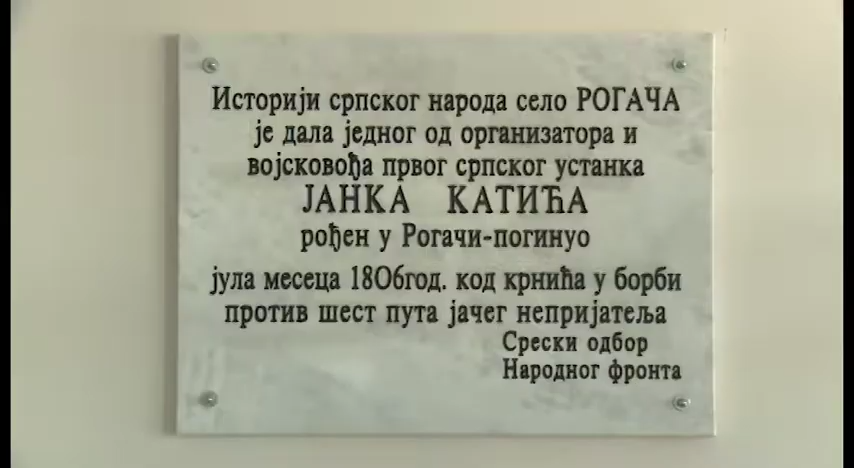 Историји српског народа село РОГАЧА
је дала једног од организатора и
војсковођа првог српског устанка
ЈАНКА КАТИЋА
рођен у Рогачи-погинуо
јула месеца 1806год. код крнића у борби
против шест пута јачег непријатеља
Срески одбор
Народног фронта